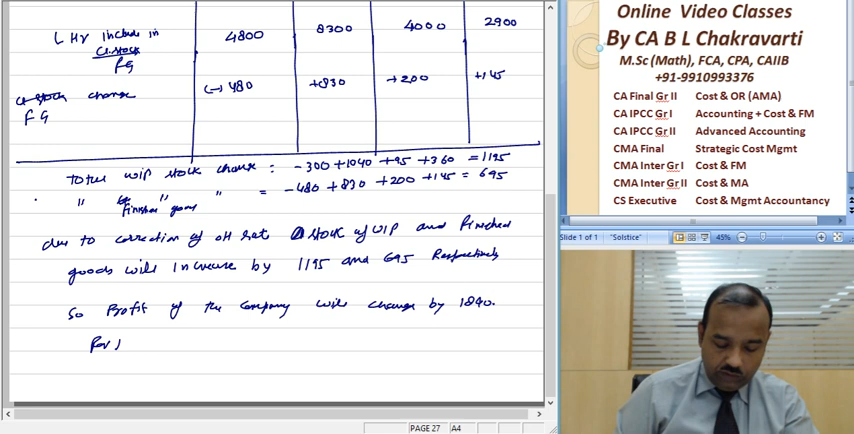 L Hr include in 4800 8300 4000 2900
Cl. Stock
FG
Cl stock change (-) 480 +830 +200 +145
FG
Total WIP stock change : -300 +1040 +95 +360 = 1195
" Finished goods " = -480 + 830 + 200 + 145 = 695
due to correction of OH rate stock of WIP and Finished
goods will increase by 1195 and 695 Respectively
So Profit of the Company will change by 1890.
PAGE 27 A4
Online Video Classes
By CA B L Chakravarti
M.Sc (Math), FCA, CPA, CAIIB
+91-9910993376
CA Final Gr II Cost & OR (AMA)
CA IPCC Gr I Accounting + Cost & FM
CA IPCC Gr II Advanced Accounting
CMA Final Strategic Cost Mgmt
CMA Inter Gr I Cost & FM
CMA Inter Gr II Cost & MA
CS Executive Cost & Mgmt Accountancy
Slide 1 of 1 "Solstice" 45%